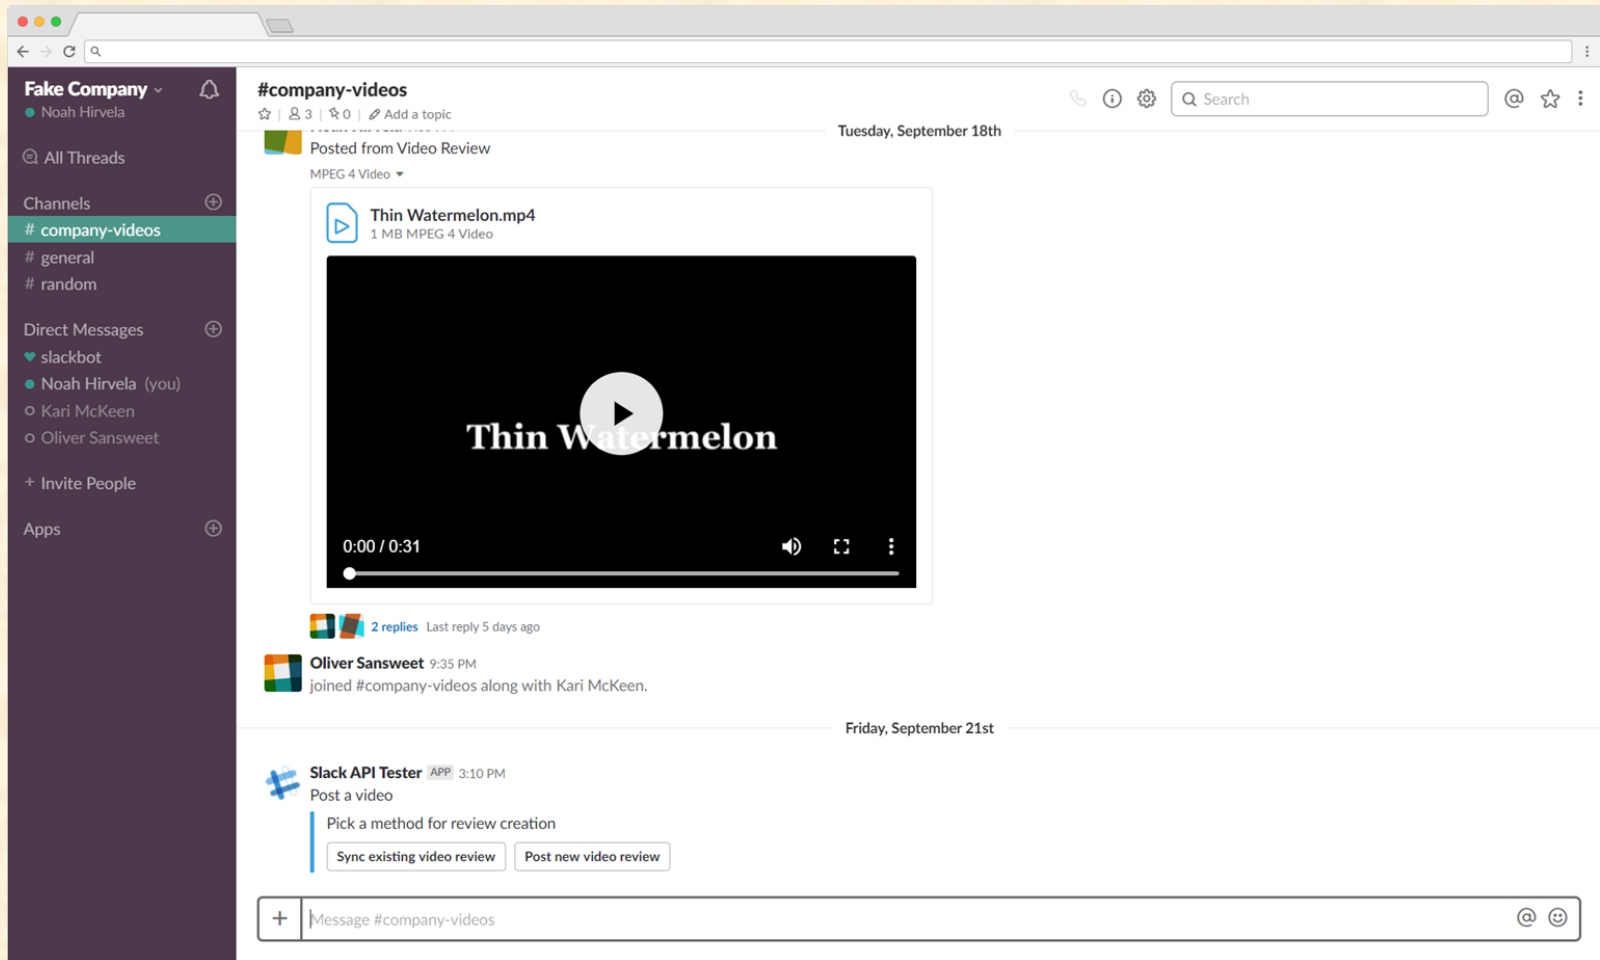 Fake Company
Noah Hirvela
All Threads
Channels
# company-videos
# general
# random
Direct Messages
slackbot
Noah Hirvela (you)
Kari McKeen
Oliver Sansweet
+ Invite People
Apps
#company-videos
3 | 0 | Add a topic
Search
Tuesday, September 18th
Posted from Video Review
MPEG 4 Video
Thin Watermelon.mp4
1 MB MPEG 4 Video
Thin Watermelon
0:00 / 0:31
2 replies Last reply 5 days ago
Oliver Sansweet 9:35 PM
joined #company-videos along with Kari McKeen.
Friday, September 21st
Slack API Tester APP 3:10 PM
Post a video
Pick a method for review creation
Sync existing video review Post new video review
Message #company-videos